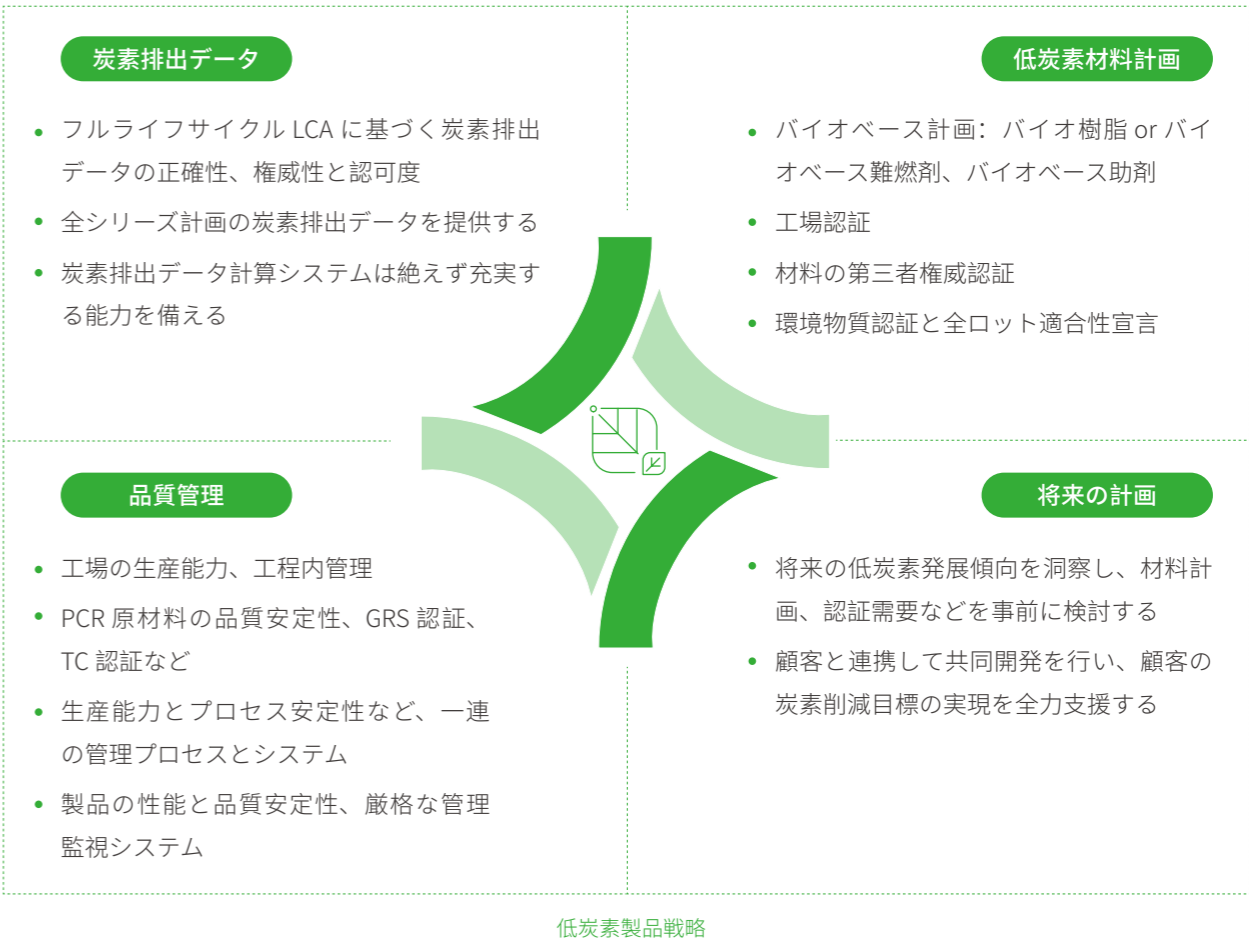 炭素排出データ
フルライフサイクル LCA に基づく炭素排出
データの正確性、権威性と認可度
全シリーズ計画の炭素排出データを提供する
炭素排出データ計算システムは絶えず充実す
る能力を備える
低炭素材料計画
バイオベース計画：バイオ樹脂 or バイ
オベース難燃剤、バイオベース助剤
工場認証
材料の第三者権威認証
環境物質認証と全ロット適合性宣言
品質管理
工場の生産能力、工程内管理
PCR 原材料の品質安定性、GRS 認証、
TC 認証など
生産能力とプロセス安定性など、一連
の管理プロセスとシステム
製品の性能と品質安定性、厳格な管理
監視システム
将来の計画
将来の低炭素発展傾向を洞察し、材料計
画、認証需要などを事前に検討する
顧客と連携して共同開発を行い、顧客の
炭素削減目標の実現を全力支援する
低炭素製品戦略